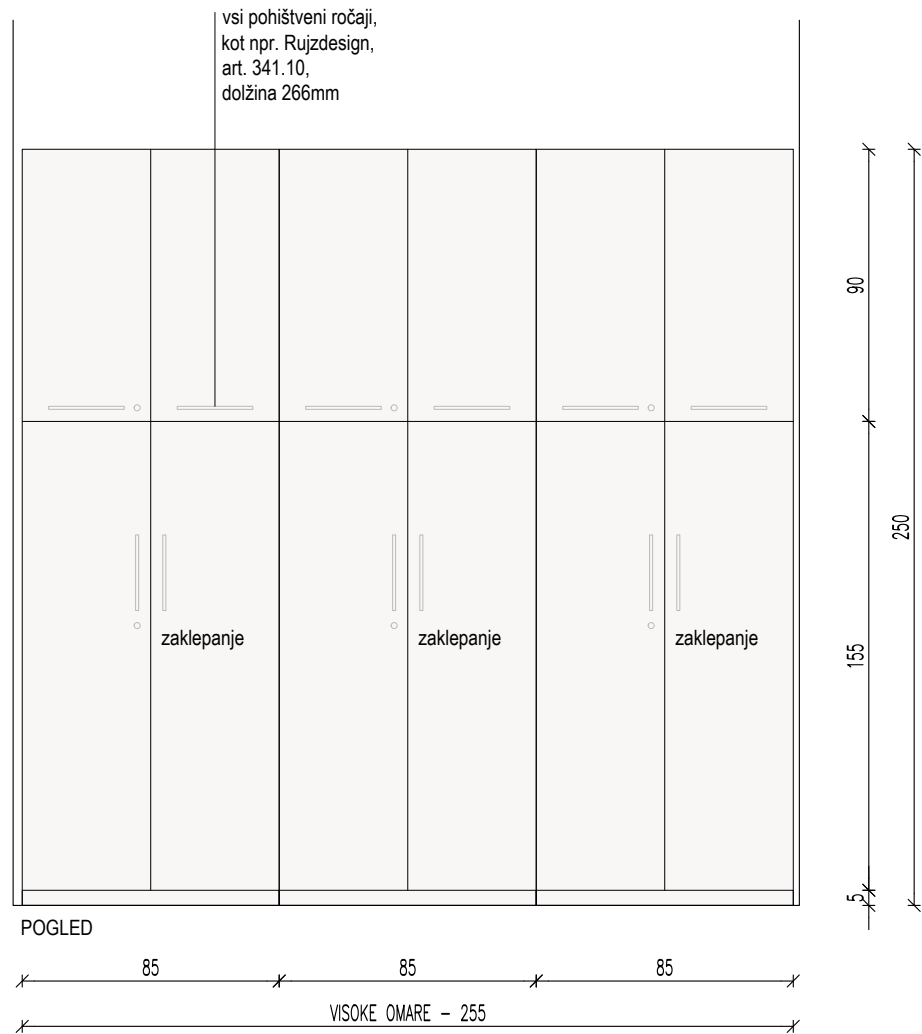 vsi pohištveni ročaji,
kot npr. Rujzdesign,
art. 341.10,
dolžina 266mm
90
250
155
zaklepanje
zaklepanje
zaklepanje
5
POGLED
85
85
85
VISOKE OMARE - 255